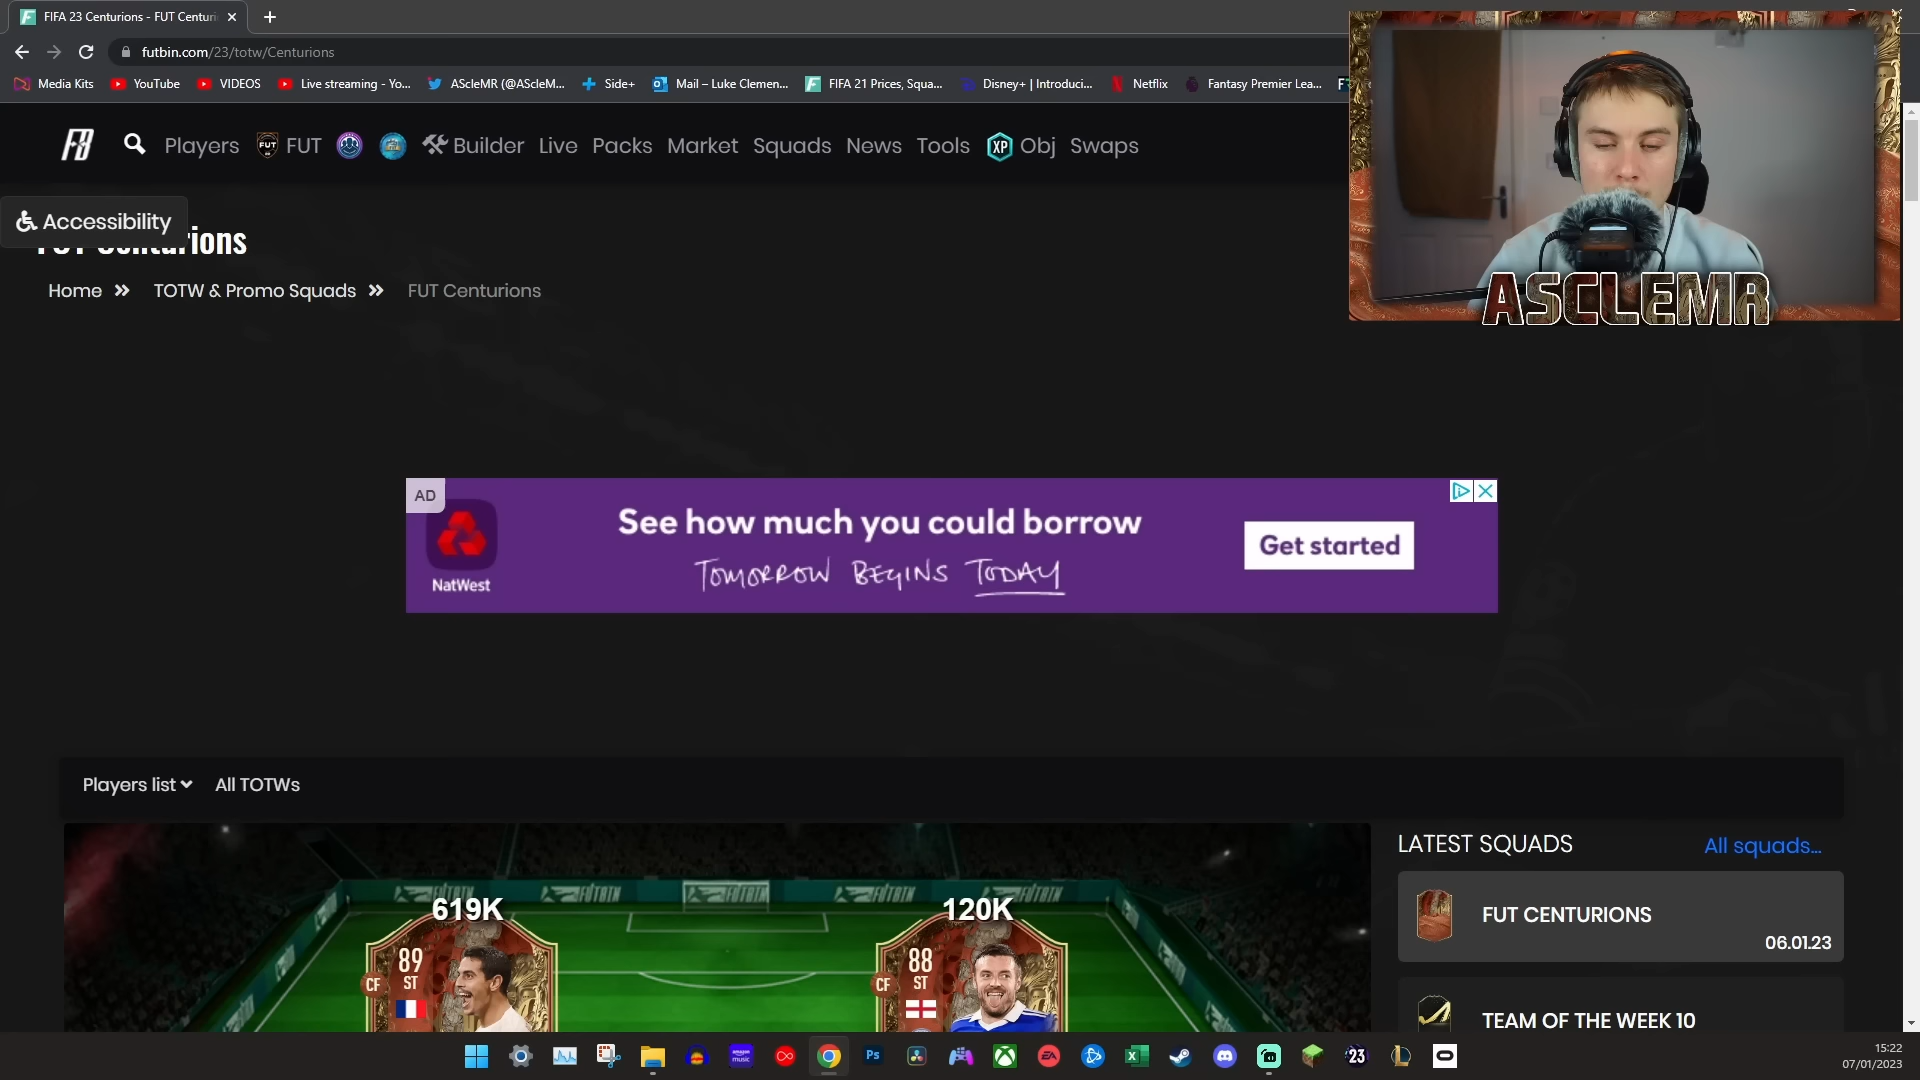 FIFA 23 Centurions - FUT Centuri
futbin.com/23/totw/Centurions
Media Kits YouTube VIDEOS Live streaming - Yo... AScleMR (@AScleM... Side+ Mail – Luke Clemen... FIFA 21 Prices, Squa... Disney+ | Introduci... Netflix Fantasy Premier Lea...
Players FUT Builder Live Packs Market Squads News Tools XP Obj Swaps
Accessibility
Home » TOTW & Promo Squads » FUT Centurions
ASCLEMR
AD
NatWest
See how much you could borrow
TOMORROW BEGINS TODAY
Get started
Players list All TOTWs
LATEST SQUADS All squads...
FUT CENTURIONS
06.01.23
TEAM OF THE WEEK 10
FUTBIN FUTBIN FUTBIN FUTBIN
619K 120K
89 ST CF
88 ST CF
15:22
07/01/2023